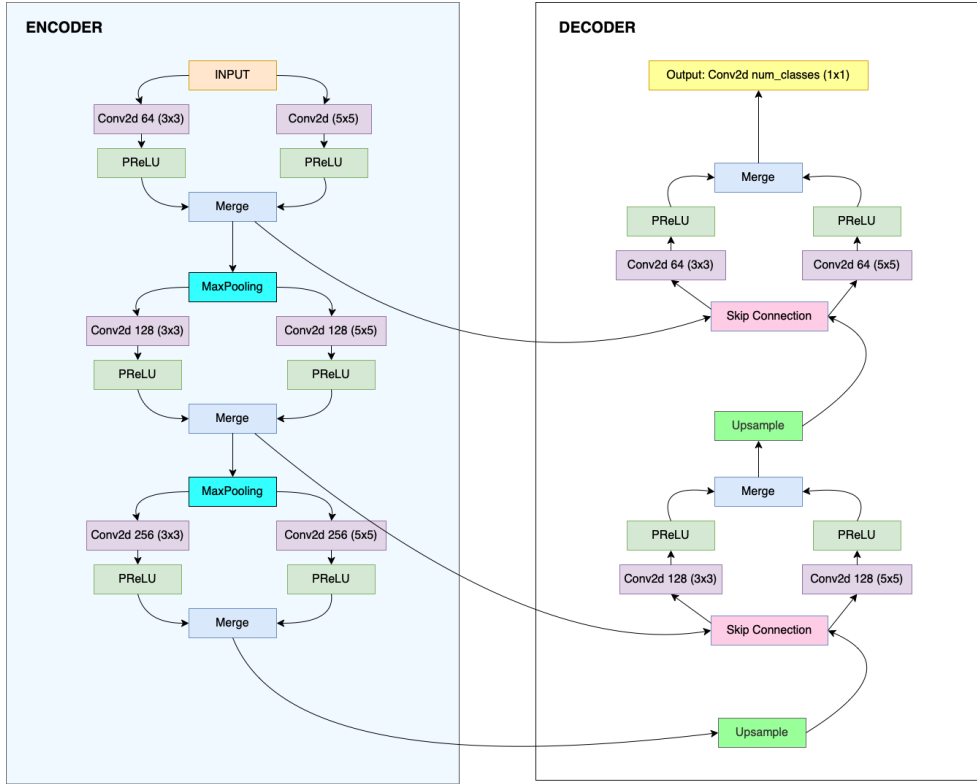 ENCODER
INPUT
Conv2d 64 (3x3)
Conv2d (5x5)
PReLU
PReLU
Merge
MaxPooling
Conv2d 128 (3x3)
Conv2d 128 (5x5)
PReLU
PReLU
Merge
MaxPooling
Conv2d 256 (3x3)
Conv2d 256 (5x5)
PReLU
PReLU
Merge
DECODER
Output: Conv2d num_classes (1x1)
Merge
PReLU
PReLU
Conv2d 64 (3x3)
Conv2d 64 (5x5)
Skip Connection
Upsample
Merge
PReLU
PReLU
Conv2d 128 (3x3)
Conv2d 128 (5x5)
Skip Connection
Upsample